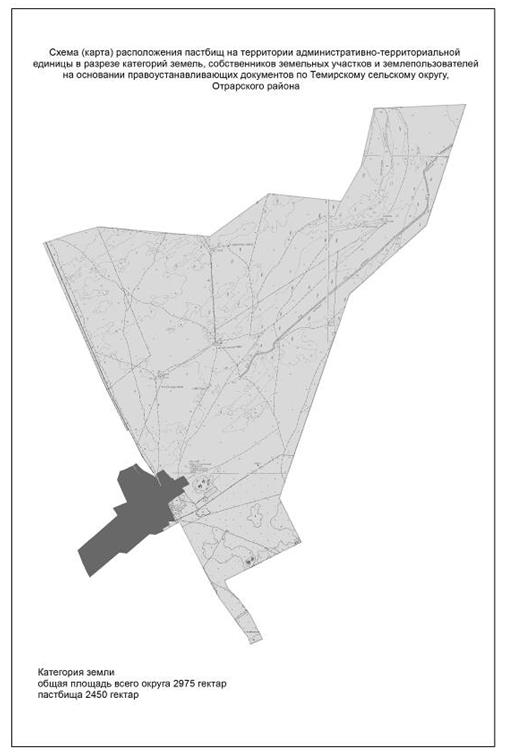 Схема (карта) расположения пастбищ на территории административно-территориальной
единицы в разрезе категорий земель, собственников земельных участков и землепользователей
на основании правоустанавливающих документов по Темирскому сельскому округу,
Отрарского района
Категория земли
общая площадь всего округа 2975 гектар
пастбища 2450 гектар